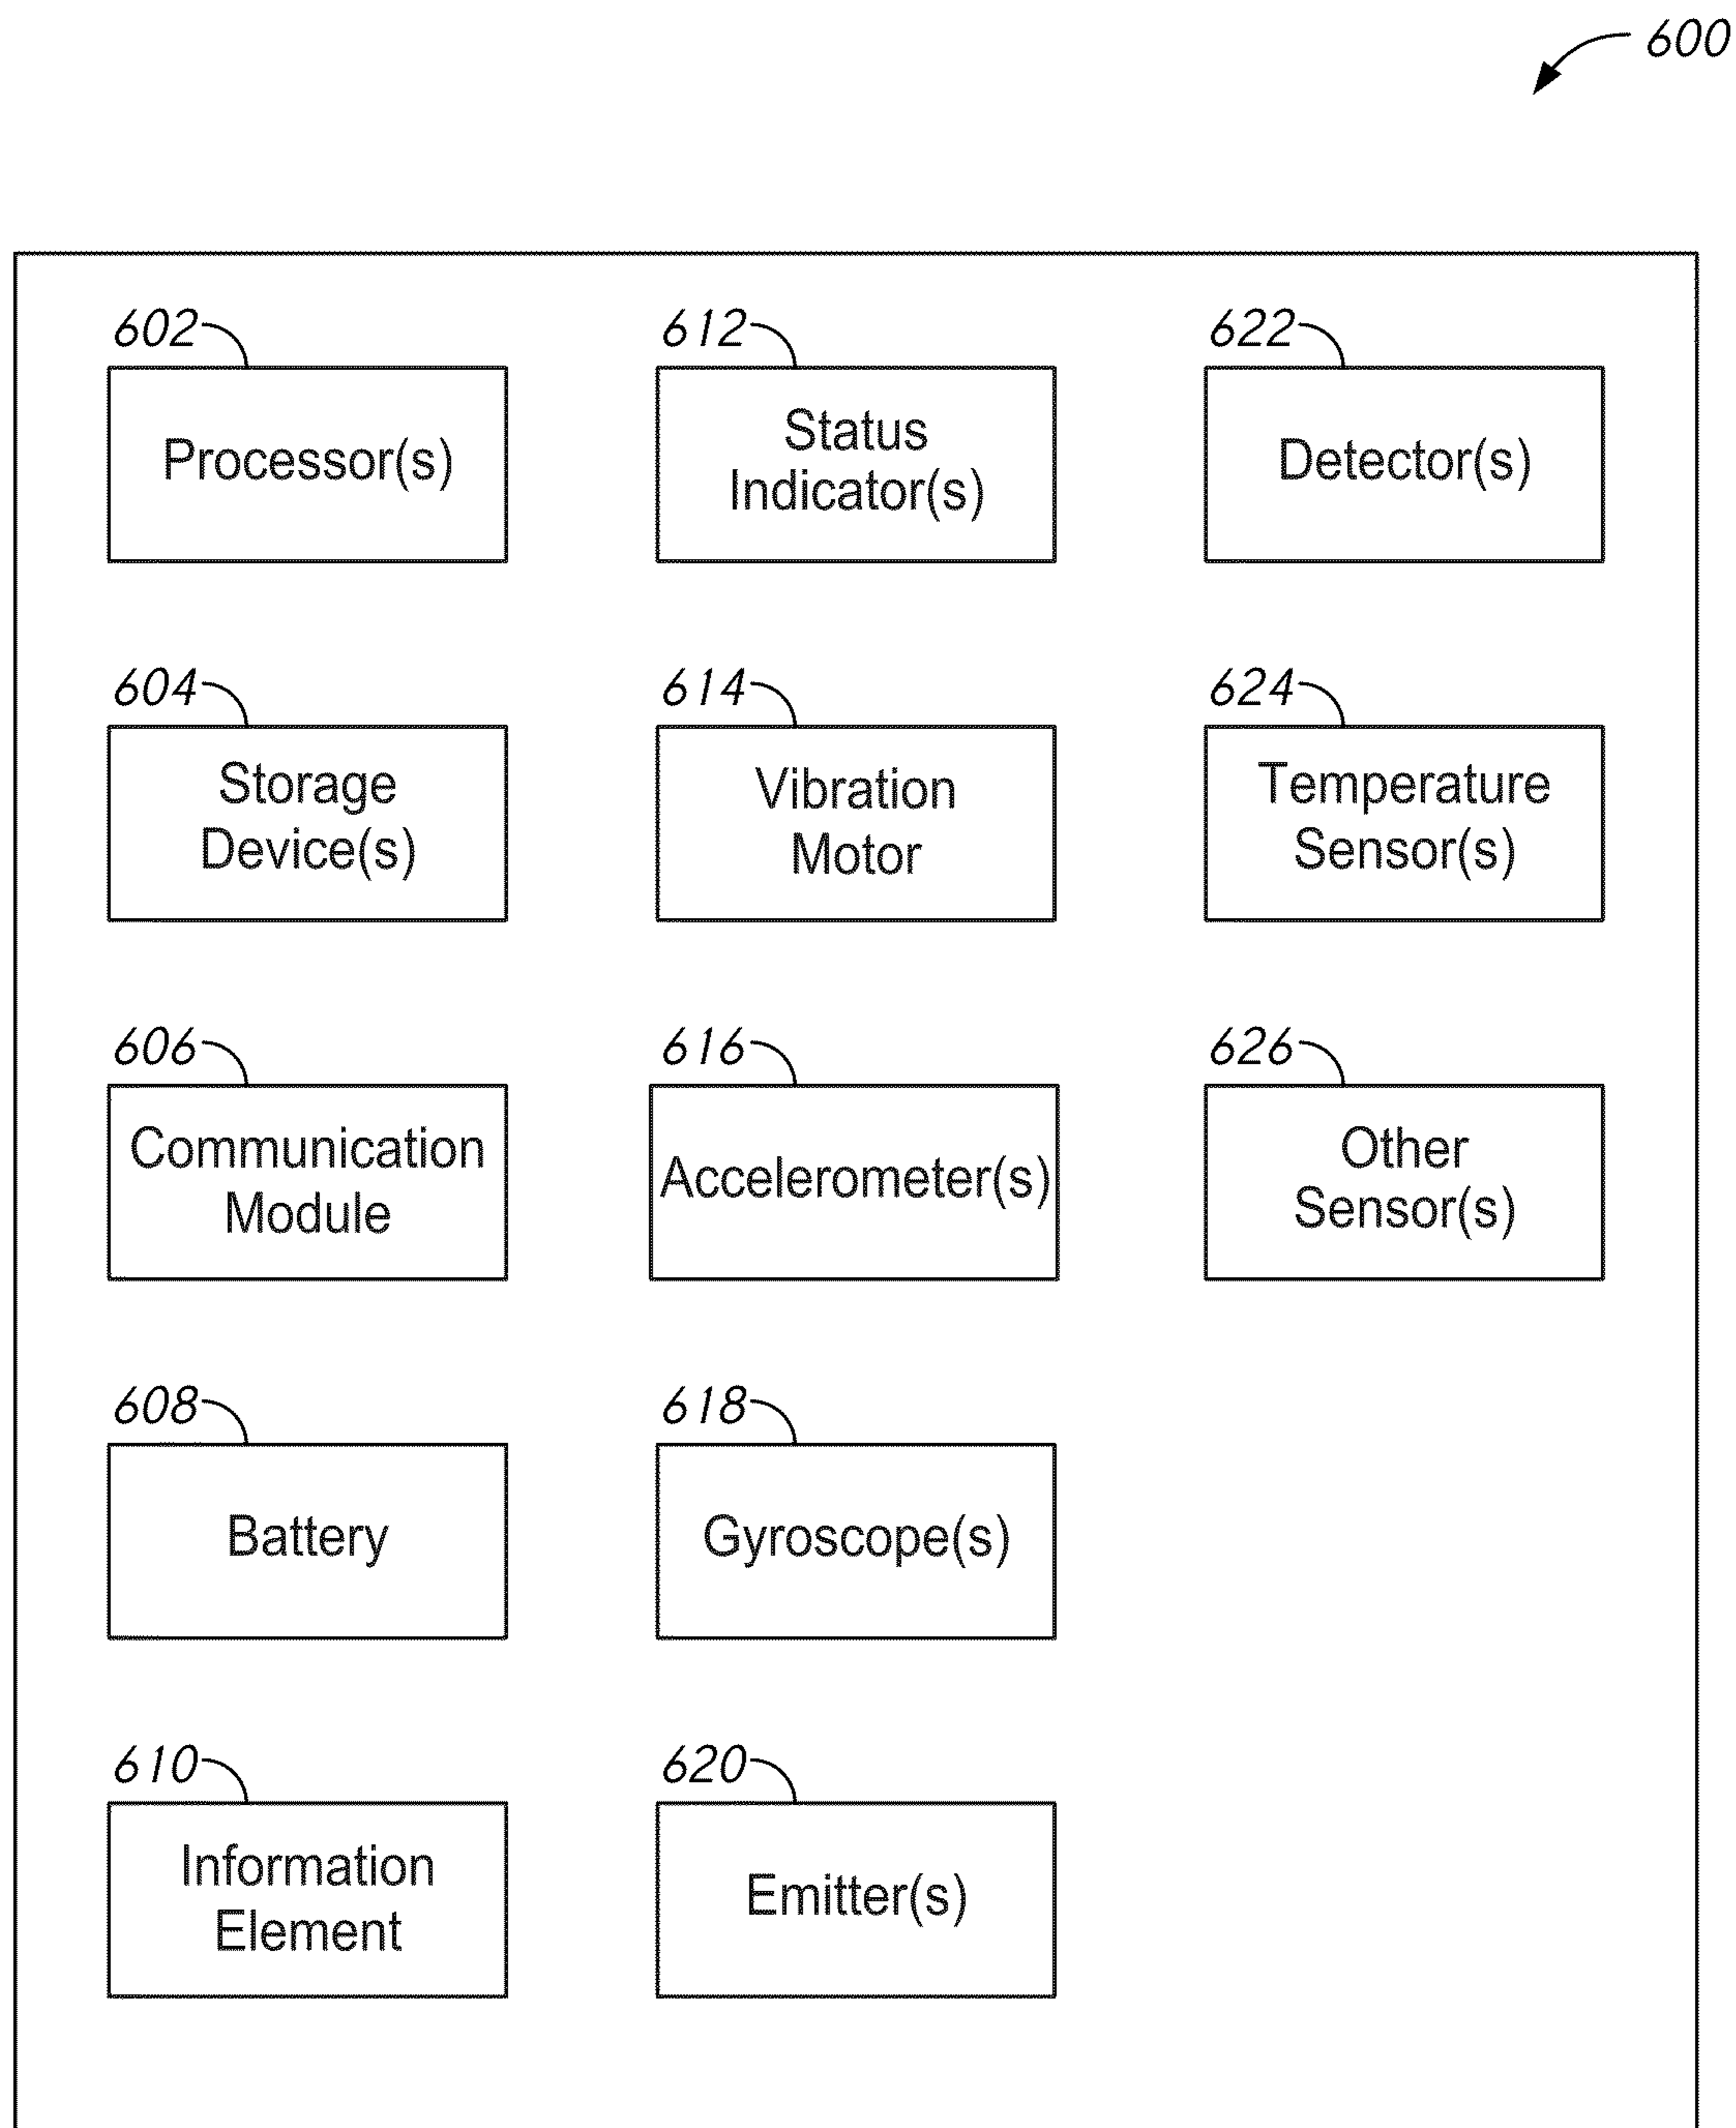 600
602
Processor(s)
612
Status
Indicator(s)
622
Detector(s)
604
Storage
Device(s)
614
Vibration
Motor
624
Temperature
Sensor(s)
606
Communication
Module
616
Accelerometer(s)
626
Other
Sensor(s)
608
Battery
618
Gyroscope(s)
610
Information
Element
620
Emitter(s)